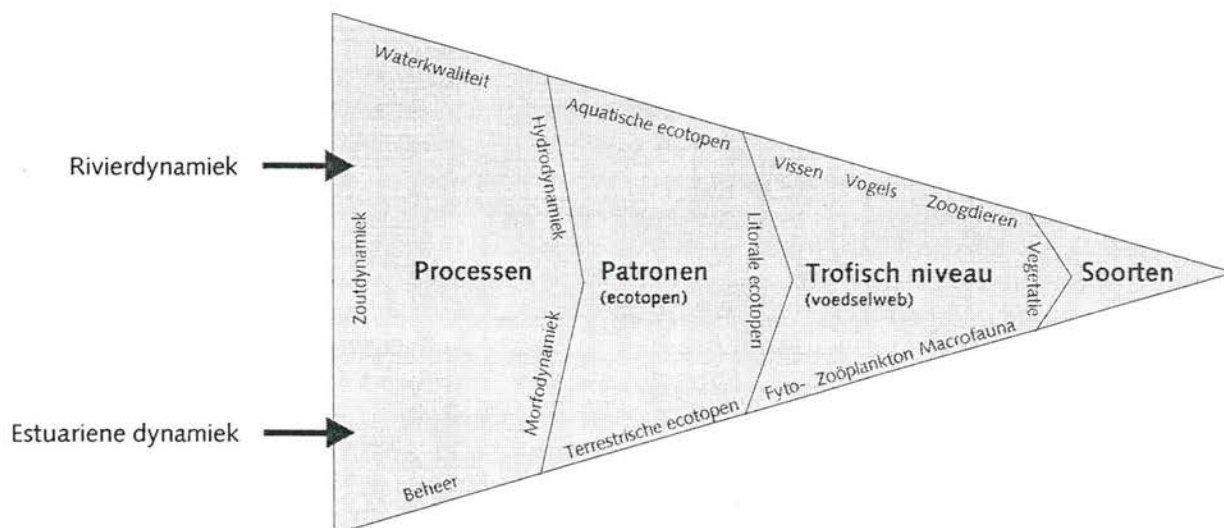 Waterkwaliteit
Aquatische ecotopen
Hydrodynamiek
Rivierdynamiek
Vissen Vogels Zoogdieren
Zoutdynamiek
Processen
Patronen
(ecotopen)
Litorale ecotopen
Trofisch niveau
(voedselweb)
Vegetatie
Soorten
Morfodynamiek
Fyto- Zoöplankton Macrofauna
Estuariene dynamiek
Terrestrische ecotopen
Beheer